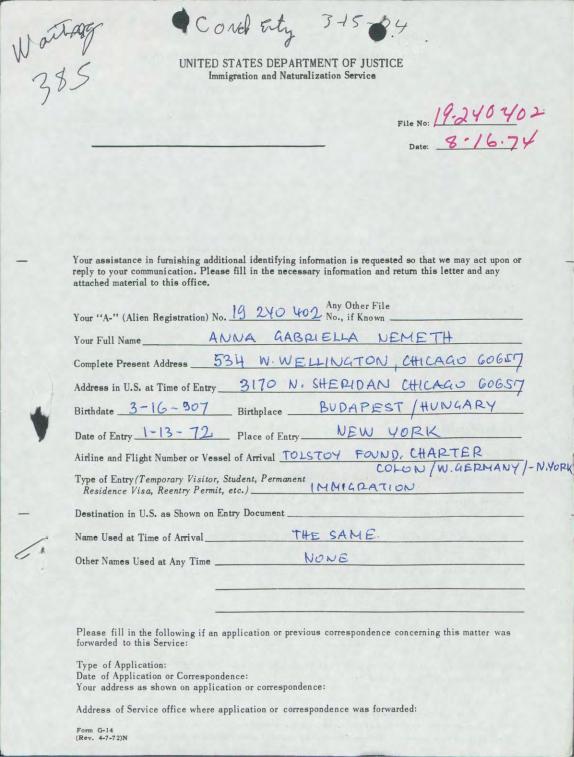 3-15-
385
UNITED STATES DEPARTMENT OF JUSTICE
Immigration and Naturalization Service
File No: 19-240402
Date: 8-16-74
Your assistance in furnishing additional identifying information is requested so that we may act upon or
reply to your communication. Please fill in the necessary information and return this letter and any
attached material to this office.
Your "A-" (Alien Registration) No. 19 240 402 Any Other File No., if Known
Your Full Name ANNA GABRIELLA NEMETH
Complete Present Address 534 W. WELLINGTON, CHICAGO 60657
Address in U.S. at Time of Entry 3170 N. SHERIDAN CHICAGO 60657
Birthdate 3-16-907 Birthplace BUDAPEST/HUNGARY
Date of Entry 1-13-72 Place of Entry NEW YORK
Airline and Flight Number or Vessel of Arrival TOLSTOY FOUND, CHARTER
COLON/W.GERMANY/-N.YORK
Type of Entry (Temporary Visitor, Student, Permanent
Residence Visa, Reentry Permit, etc.) IMMIGRATION
Destination in U.S. as Shown on Entry Document
Name Used at Time of Arrival THE SAME.
Other Names Used at Any Time NONE
Please fill in the following if an application or previous correspondence concerning this matter was
forwarded to this Service:
Type of Application:
Date of Application or Correspondence:
Your address as shown on application or correspondence:
Address of Service office where application or correspondence was forwarded:
Form G-14
(Rev. 4-7-72)N